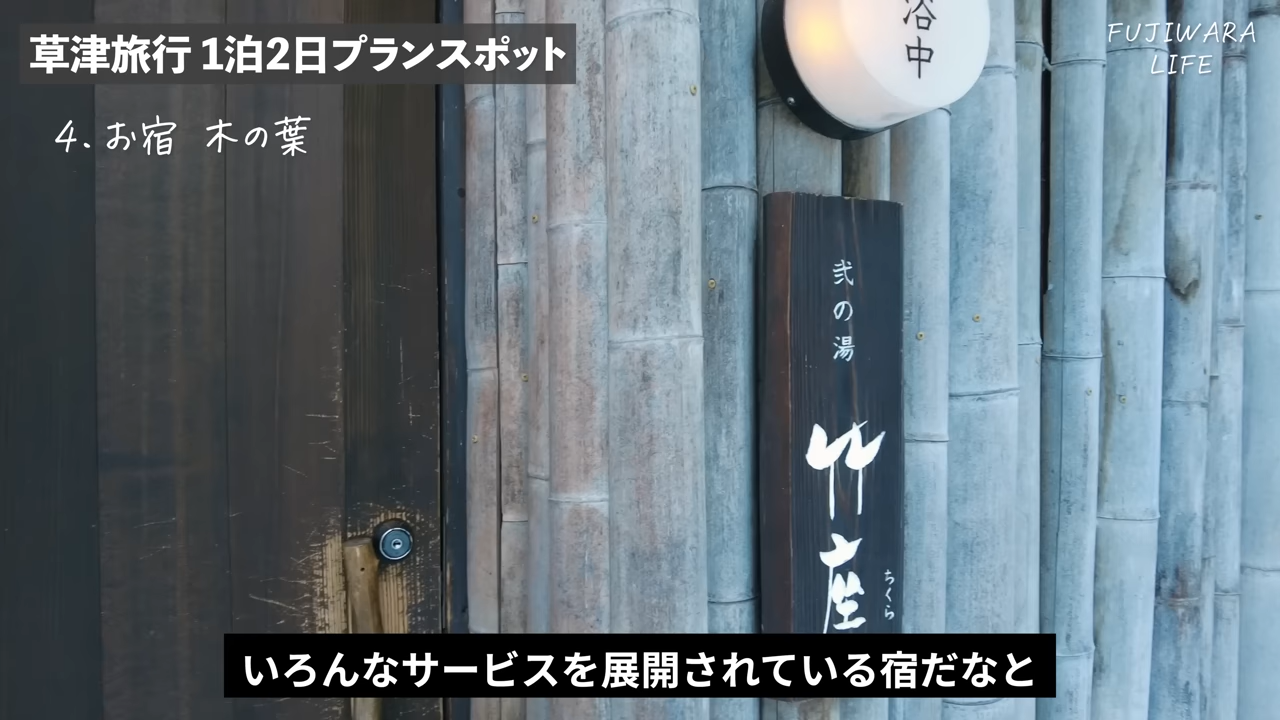 草津旅行 1泊2日プランスポット
4. お宿 木の葉
FUJIWARA
LIFE
浴中
弐の湯
竹座
ちくら
いろんなサービスを展開されている宿だなと